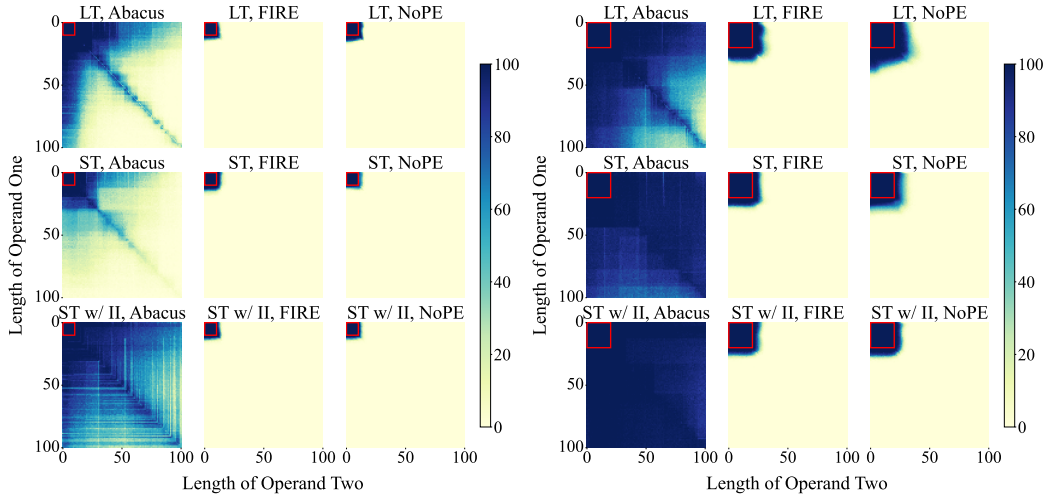 LT, Abacus LT, FIRE LT, NoPE
0
50
100
ST, Abacus ST, FIRE ST, NoPE
0
50
100
ST w/ II, Abacus ST w/ II, FIRE ST w/ II, NoPE
0
50
100
0 50 100 0 50 100 0 50 100
Length of Operand Two
Length of Operand One
100
80
60
40
20
0
LT, Abacus LT, FIRE LT, NoPE
0
50
100
ST, Abacus ST, FIRE ST, NoPE
0
50
100
ST w/ II, Abacus ST w/ II, FIRE ST w/ II, NoPE
0
50
100
0 50 100 0 50 100 0 50 100
Length of Operand Two
Length of Operand One
100
80
60
40
20
0